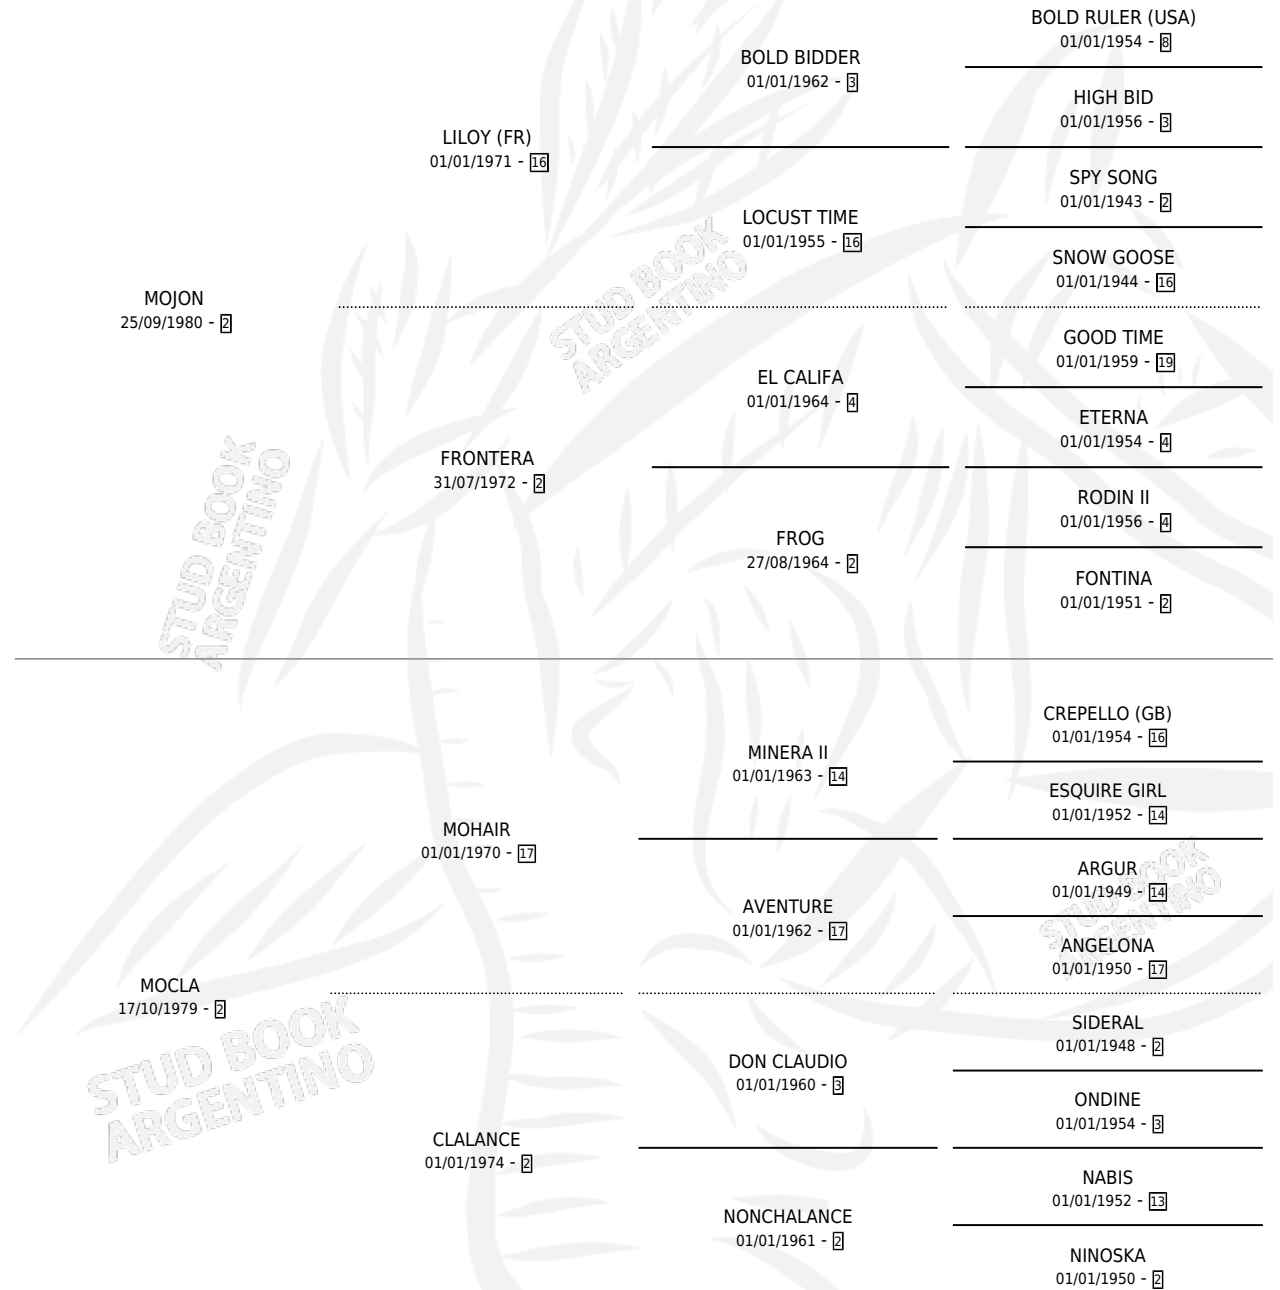 BOLD RULER (USA)
01/01/1954 - 8
BOLD BIDDER
01/01/1962 - 3
HIGH BID
01/01/1956 - 3
LILOY (FR)
01/01/1971 - 16
SPY SONG
01/01/1943 - 2
LOCUST TIME
01/01/1955 - 16
SNOW GOOSE
01/01/1944 - 16
MOJON
25/09/1980 - 2
GOOD TIME
01/01/1959 - 19
EL CALIFA
01/01/1964 - 4
ETERNA
01/01/1954 - 4
FRONTERA
31/07/1972 - 2
RODIN II
01/01/1956 - 4
FROG
27/08/1964 - 2
FONTINA
01/01/1951 - 2
CREPELLO (GB)
01/01/1954 - 16
MINERA II
01/01/1963 - 14
ESQUIRE GIRL
01/01/1952 - 14
MOHAIR
01/01/1970 - 17
ARGUR
01/01/1949 - 14
AVENTURE
01/01/1962 - 17
ANGELONA
01/01/1950 - 17
MOCLA
17/10/1979 - 2
SIDERAL
01/01/1948 - 2
DON CLAUDIO
01/01/1960 - 3
ONDINE
01/01/1954 - 3
CLALANCE
01/01/1974 - 2
NABIS
01/01/1952 - 13
NONCHALANCE
01/01/1961 - 2
NINOSKA
01/01/1950 - 2
STUD BOOK
ARGENTINO
STUD BOOK
ARGENTINO
STUD BOOK
ARGENTINO
STUD BOOK
ARGENTINO